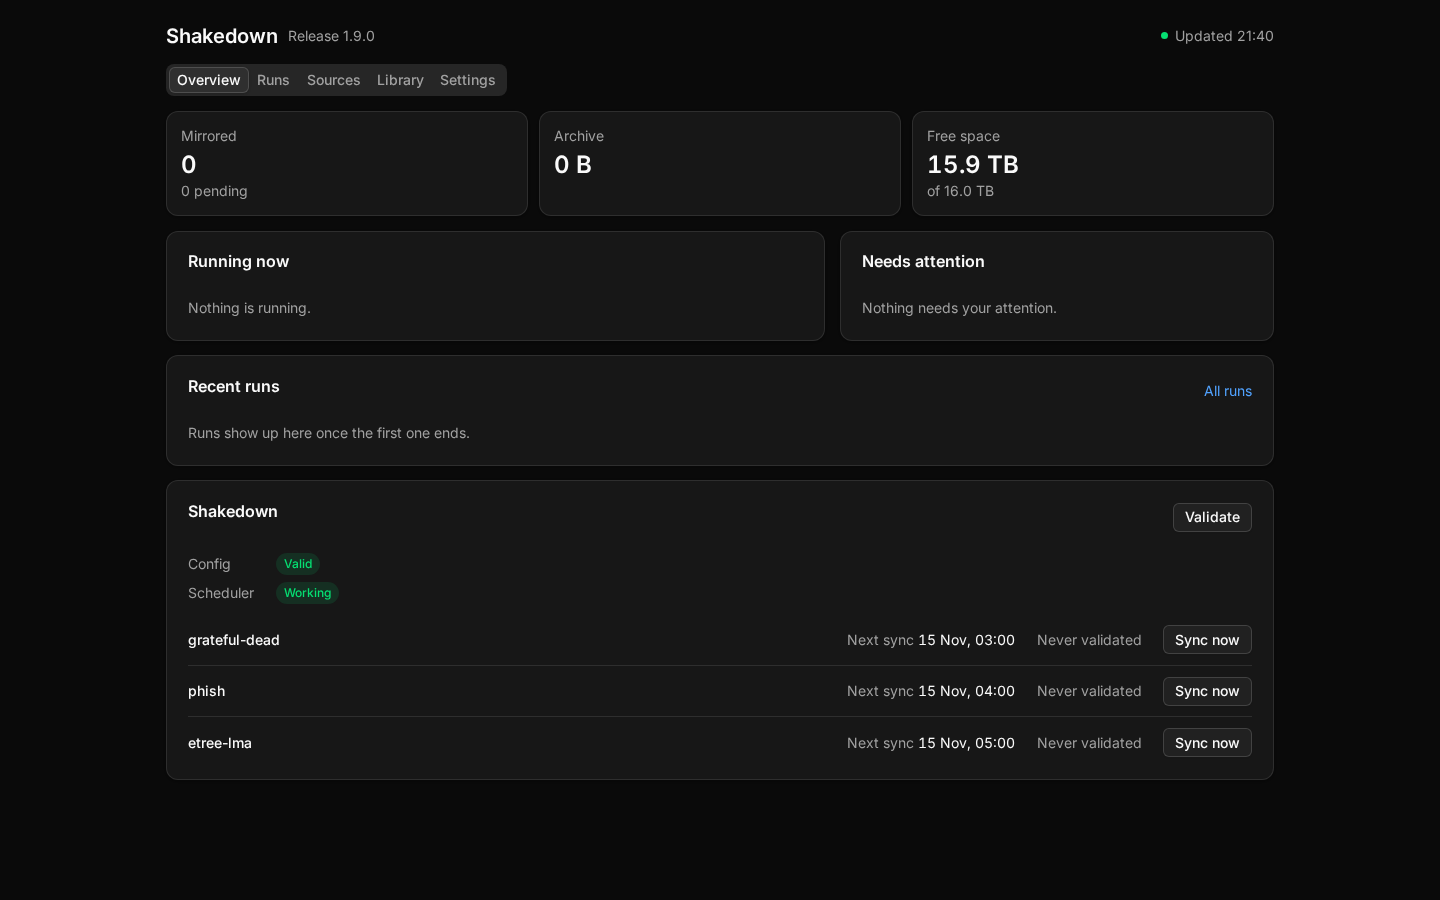 Shakedown Release 1.9.0
Updated 21:40
Overview Runs Sources Library Settings
Mirrored
0
0 pending
Archive
0 B
Free space
15.9 TB
of 16.0 TB
Running now
Nothing is running.
Needs attention
Nothing needs your attention.
Recent runs
All runs
Runs show up here once the first one ends.
Shakedown
Validate
Config Valid
Scheduler Working
grateful-dead Next sync 15 Nov, 03:00 Never validated Sync now
phish Next sync 15 Nov, 04:00 Never validated Sync now
etree-lma Next sync 15 Nov, 05:00 Never validated Sync now